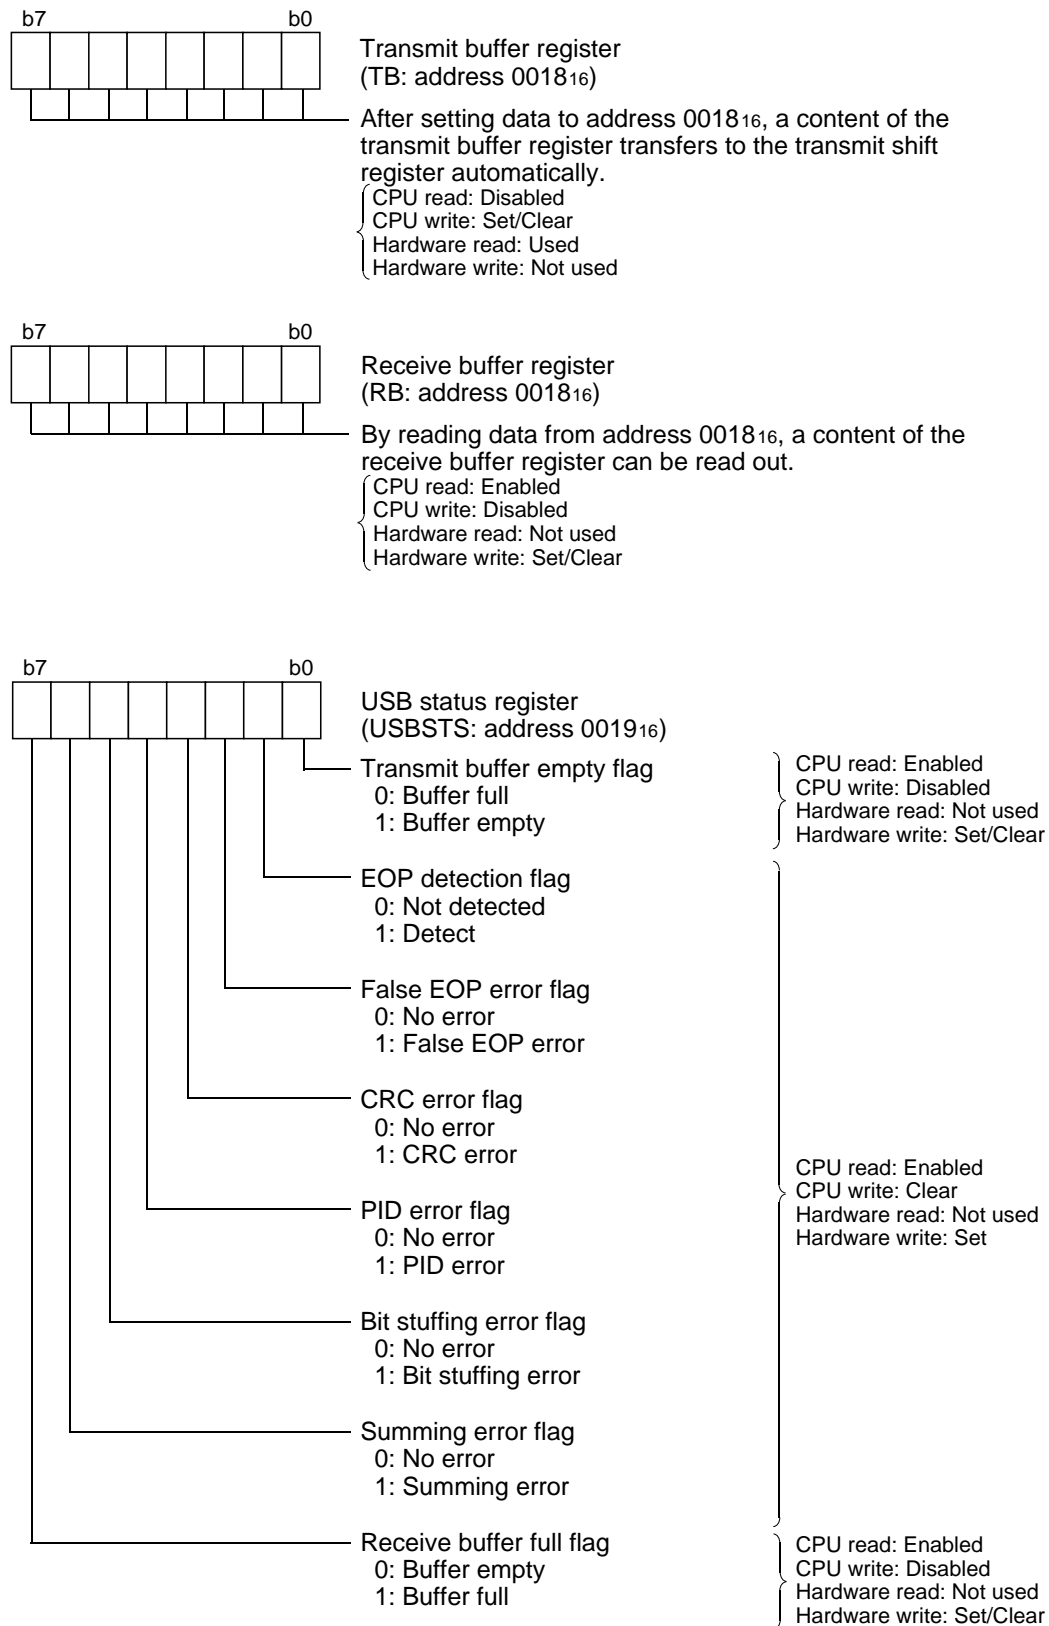 b7 b0
Transmit buffer register
(TB: address 001816)
After setting data to address 001816, a content of the
transmit buffer register transfers to the transmit shift
register automatically.
CPU read: Disabled
CPU write: Set/Clear
Hardware read: Used
Hardware write: Not used
b7 b0
Receive buffer register
(RB: address 001816)
By reading data from address 001816, a content of the
receive buffer register can be read out.
CPU read: Enabled
CPU write: Disabled
Hardware read: Not used
Hardware write: Set/Clear
b7 b0
USB status register
(USBSTS: address 001916)
Transmit buffer empty flag
0: Buffer full
1: Buffer empty
CPU read: Enabled
CPU write: Disabled
Hardware read: Not used
Hardware write: Set/Clear
EOP detection flag
0: Not detected
1: Detect
False EOP error flag
0: No error
1: False EOP error
CRC error flag
0: No error
1: CRC error
PID error flag
0: No error
1: PID error
Bit stuffing error flag
0: No error
1: Bit stuffing error
Summing error flag
0: No error
1: Summing error
CPU read: Enabled
CPU write: Clear
Hardware read: Not used
Hardware write: Set
Receive buffer full flag
0: Buffer empty
1: Buffer full
CPU read: Enabled
CPU write: Disabled
Hardware read: Not used
Hardware write: Set/Clear